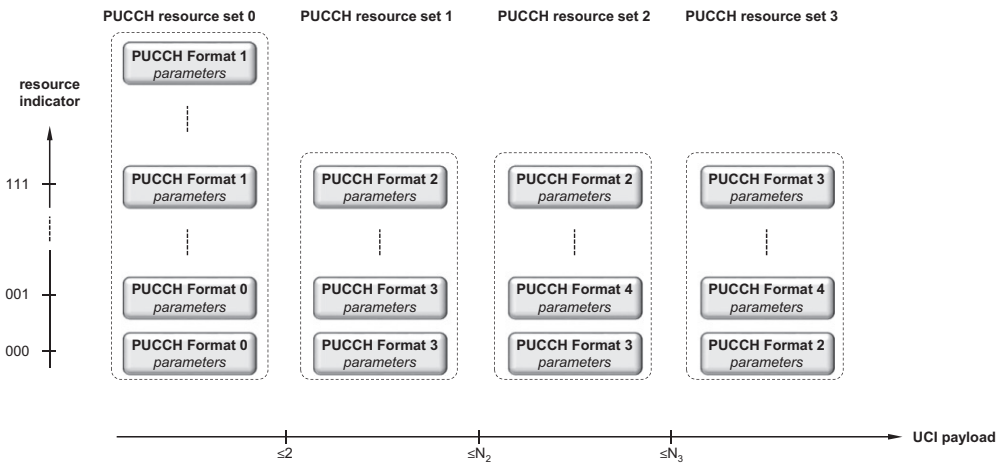 PUCCH resource set 0
PUCCH resource set 1
PUCCH resource set 2
PUCCH resource set 3
resource
indicator
PUCCH Format 1
parameters
111
PUCCH Format 1
parameters
PUCCH Format 2
parameters
PUCCH Format 2
parameters
PUCCH Format 3
parameters
001
PUCCH Format 0
parameters
PUCCH Format 3
parameters
PUCCH Format 4
parameters
PUCCH Format 4
parameters
000
PUCCH Format 0
parameters
PUCCH Format 3
parameters
PUCCH Format 3
parameters
PUCCH Format 2
parameters
≤2
≤N₂
≤N₃
UCI payload